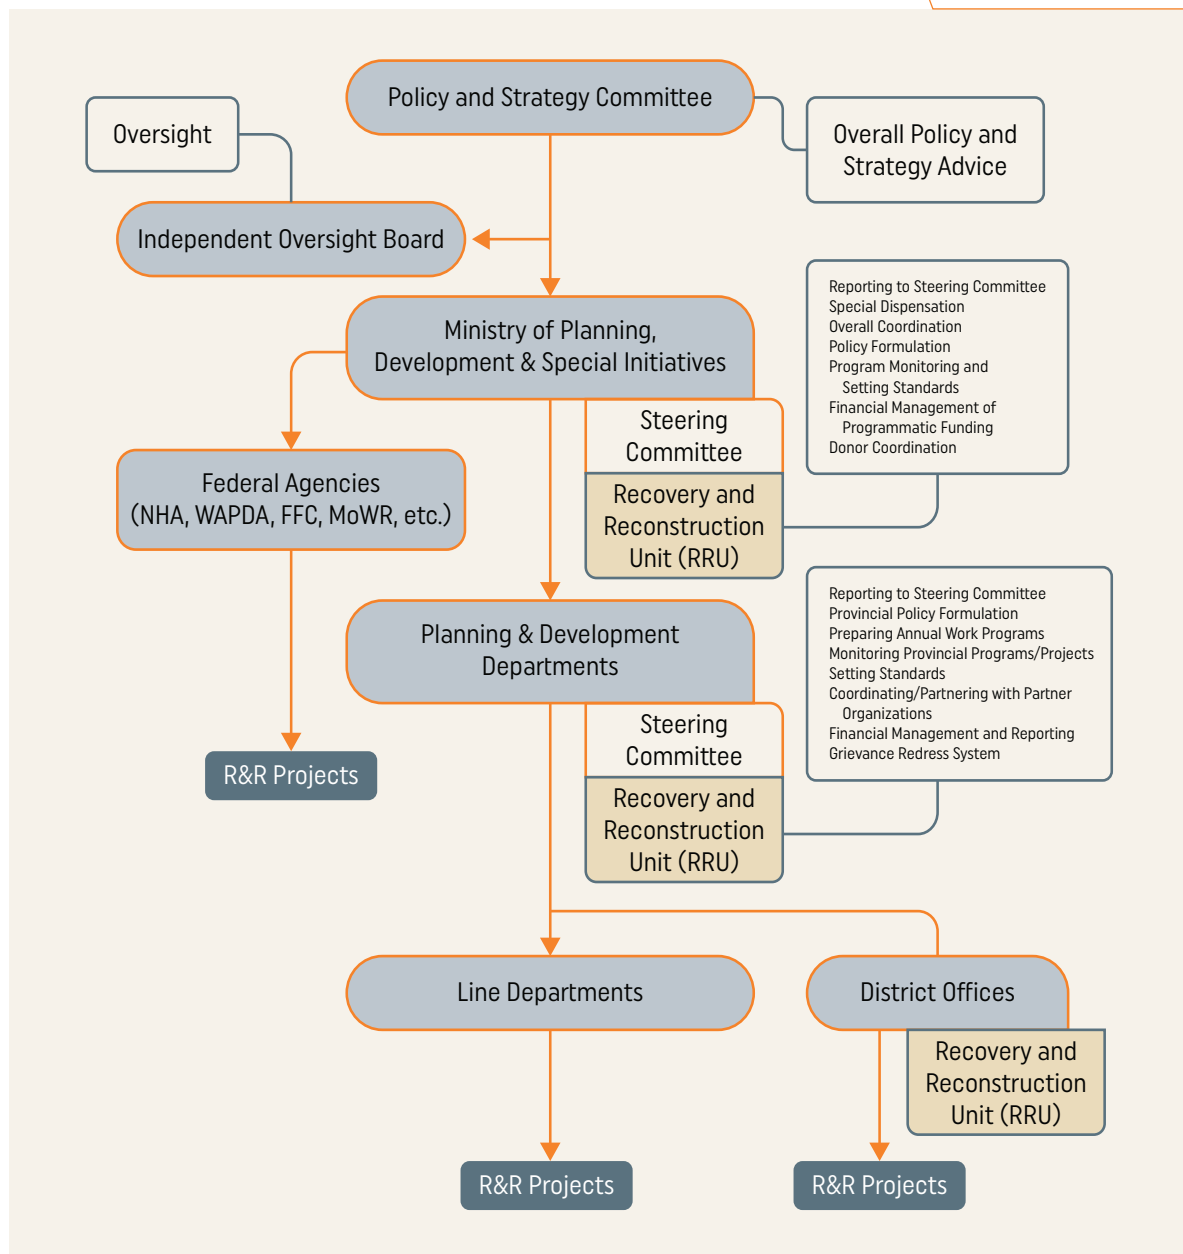 Policy and Strategy Committee
Oversight
Overall Policy and
Strategy Advice
Independent Oversight Board
Ministry of Planning,
Development & Special Initiatives
Reporting to Steering Committee
Special Dispensation
Overall Coordination
Policy Formulation
Program Monitoring and
Setting Standards
Financial Management of
Programmatic Funding
Donor Coordination
Steering
Committee
Recovery and
Reconstruction
Unit (RRU)
Federal Agencies
(NHA, WAPDA, FFC, MoWR, etc.)
Planning & Development
Departments
Reporting to Steering Committee
Provincial Policy Formulation
Preparing Annual Work Programs
Monitoring Provincial Programs/Projects
Setting Standards
Coordinating/Partnering with Partner
Organizations
Financial Management and Reporting
Grievance Redress System
Steering
Committee
Recovery and
Reconstruction
Unit (RRU)
R&R Projects
Line Departments
District Offices
Recovery and
Reconstruction
Unit (RRU)
R&R Projects
R&R Projects